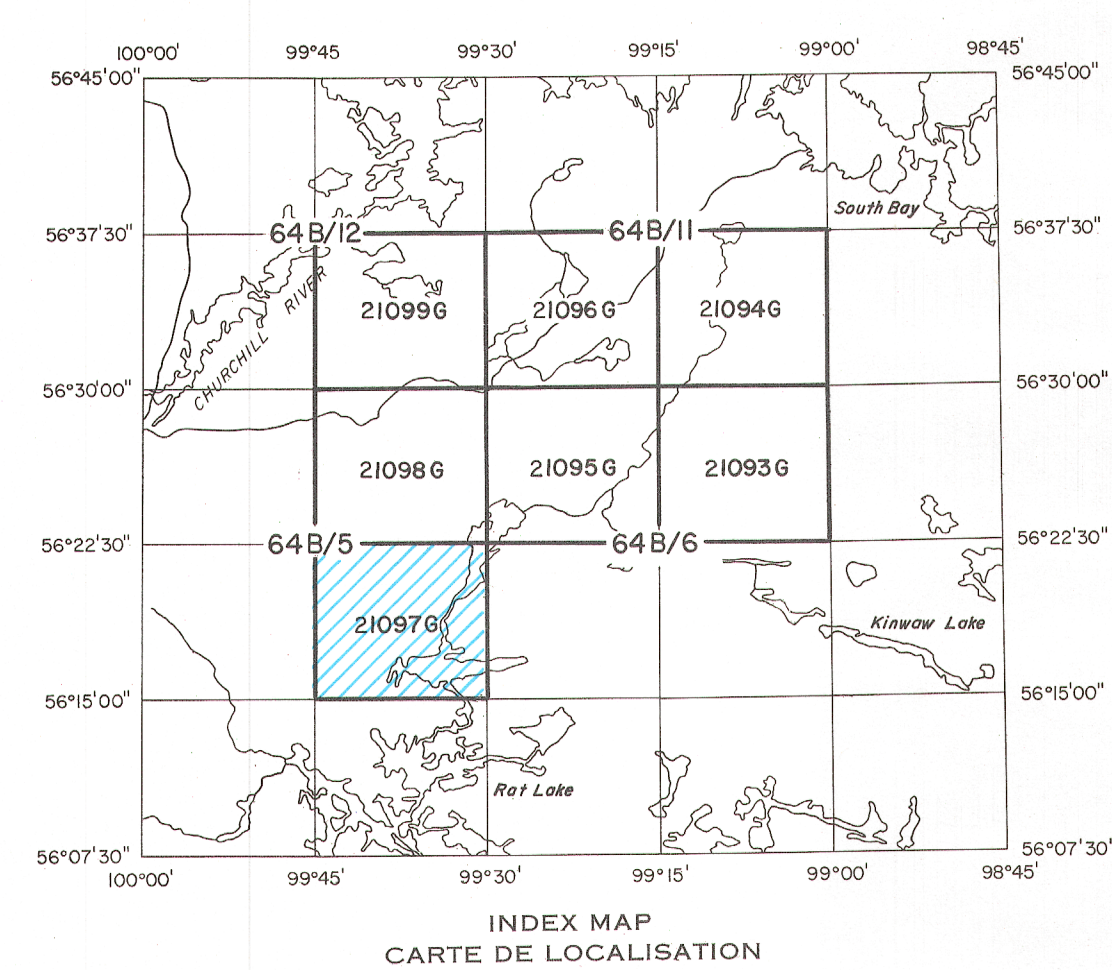 100°00' 99°45' 99°30' 99°15' 99°00' 98°45'
56°45'00" 56°45'00"
South Bay
56°37'30" 64B/12 64B/11 56°37'30"
CHURCHILL RIVER
21099G 21096G 21094G
56°30'00" 56°30'00"
21098G 21095G 21093G
56°22'30" 64B/5 64B/6 56°22'30"
21097G Kinwaw Lake
56°15'00" 56°15'00"
Rat Lake
56°07'30" 56°07'30"
100°00' 99°45' 99°30' 99°15' 99°00' 98°45'
INDEX MAP
CARTE DE LOCALISATION